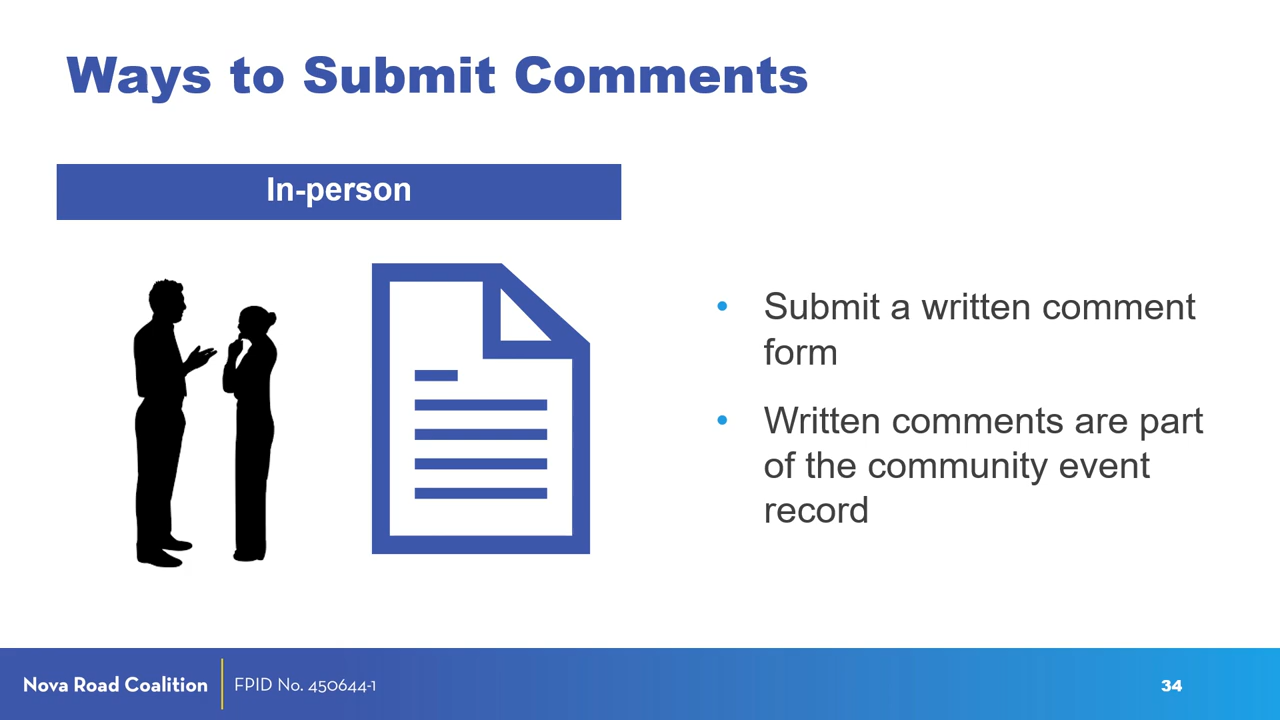 Ways to Submit Comments
In-person
• Submit a written comment
form
• Written comments are part
of the community event
record
Nova Road Coalition
FPID No. 450644-1
34